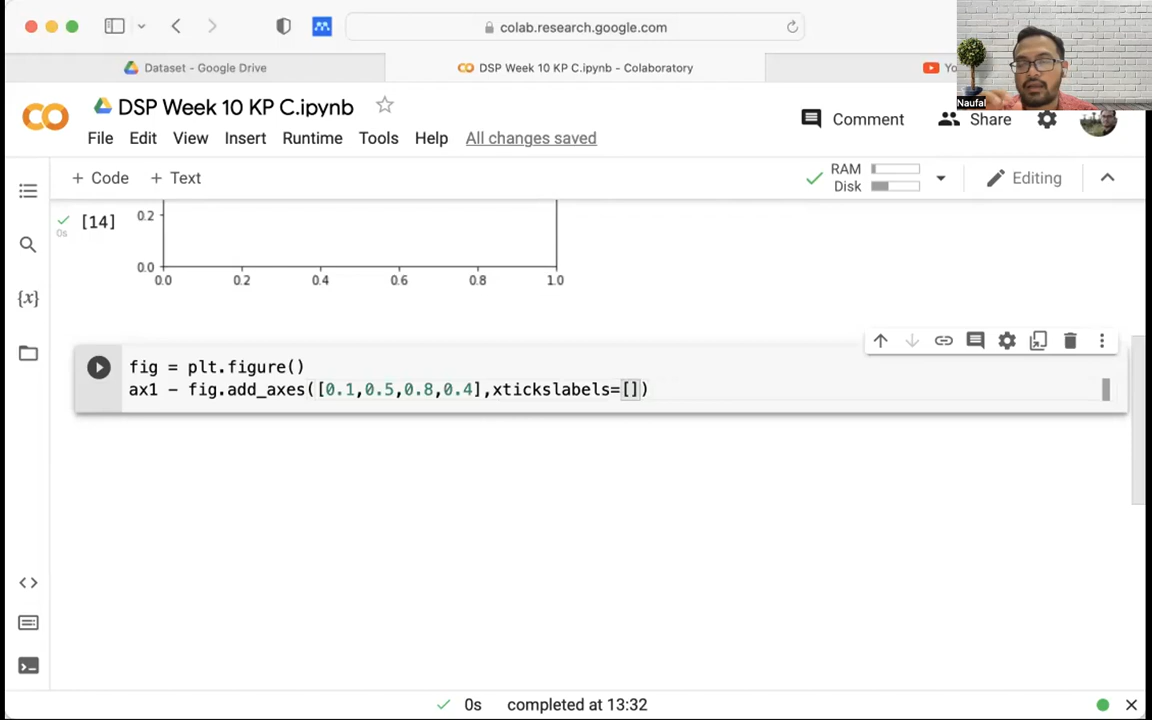 colab.research.google.com
Dataset - Google Drive
DSP Week 10 KP C.ipynb - Colaboratory
Yo
Naufal
DSP Week 10 KP C.ipynb
File Edit View Insert Runtime Tools Help All changes saved
Comment
Share
+ Code + Text
RAM
Disk
Editing
0s
[14]
0.2
0.0
0.0 0.2 0.4 0.6 0.8 1.0
{x}
fig = plt.figure()
ax1 - fig.add_axes([0.1,0.5,0.8,0.4],xtickslabels=[])
0s completed at 13:32